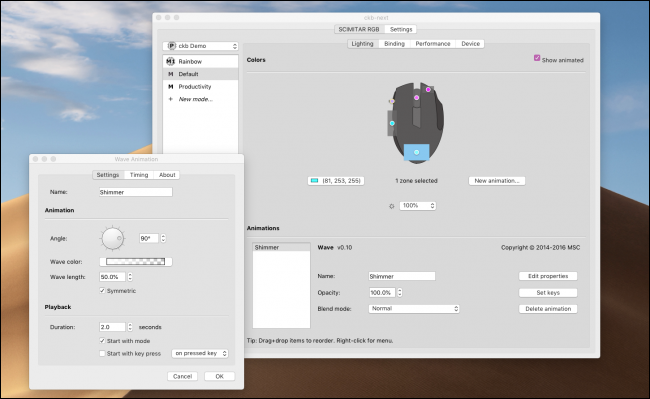 ckb-next
SCIMITAR RGB Settings
ckb Demo
M Rainbow
M Default
M Productivity
+ New mode...
Lighting Binding Performance Device
Colors
Show animated
(81, 253, 255)
1 zone selected
New animation...
100%
Animations
Shimmer
Wave v0.10
Copyright © 2014-2016 MSC
Name: Shimmer
Edit properties
Opacity: 100.0%
Set keys
Blend mode: Normal
Delete animation
Tip: Drag+drop items to reorder. Right-click for menu.
Wave Animation
Settings Timing About
Name: Shimmer
Animation
Angle: 90°
Wave color:
Wave length: 50.0%
Symmetric
Playback
Duration: 2.0 seconds
Start with mode
Start with key press on pressed key
Cancel OK